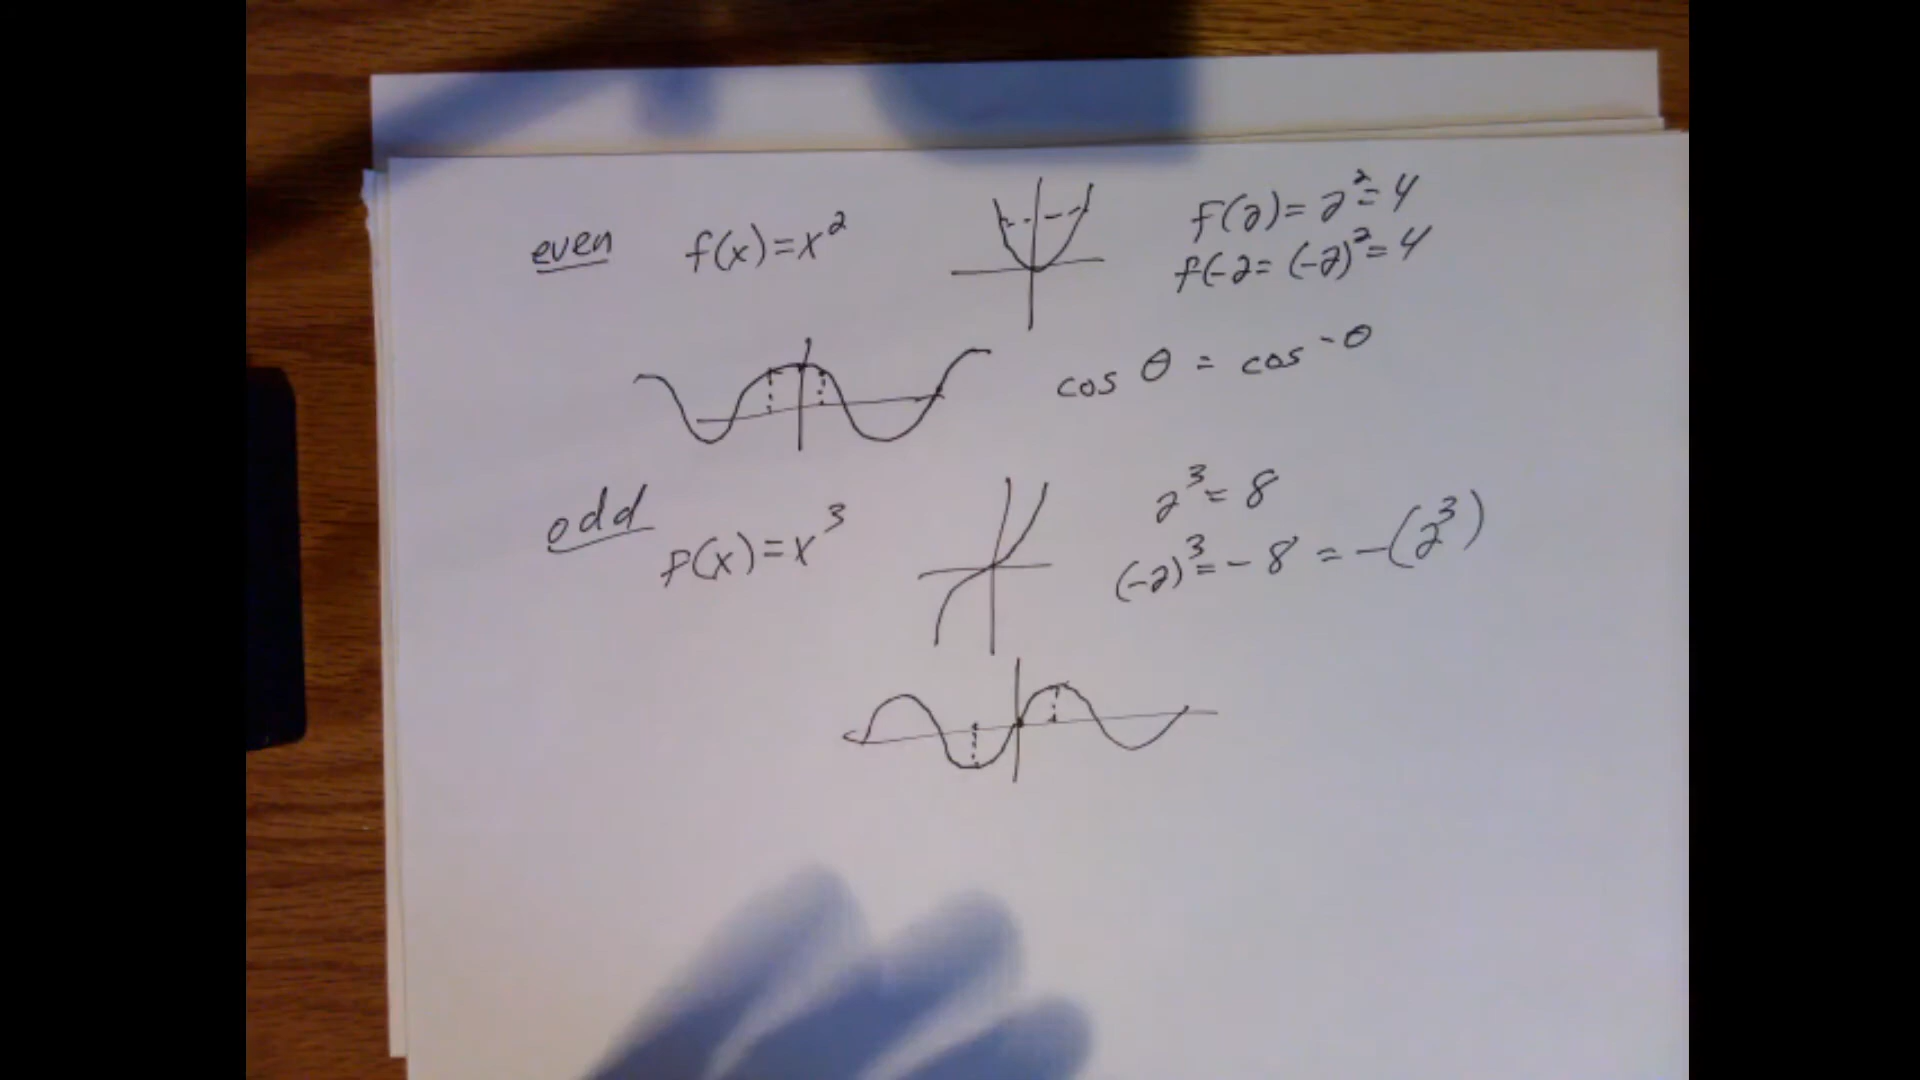 even f(x)=x²
f(2)=2²=4
f(-2=(-2)²=4
cos θ = cos -θ
odd f(x)=x³
2³=8
(-2)³=-8=-(2³)